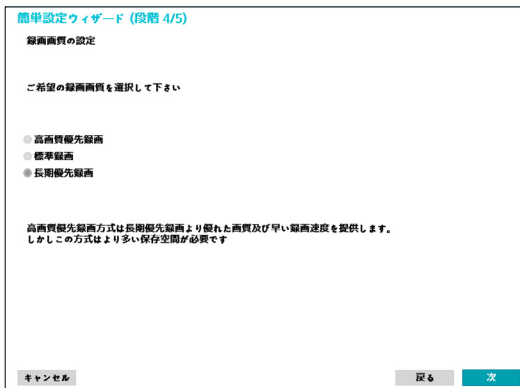 簡単設定ウィザード (段階 4/5)
録画画質の設定
ご希望の録画画質を選択して下さい
高画質優先録画
標準録画
長期優先録画
高画質優先録画方式は長期優先録画より優れた画質及び早い録画速度を提供します。
しかしこの方式はより多い保存空間が必要です
キャンセル
戻る
次